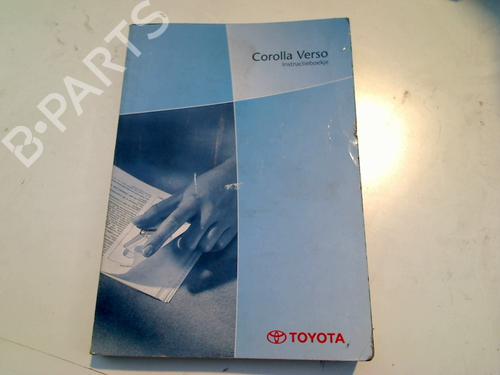 B-PARTS
Corolla Verso
Instructieboekje
TOYOTA